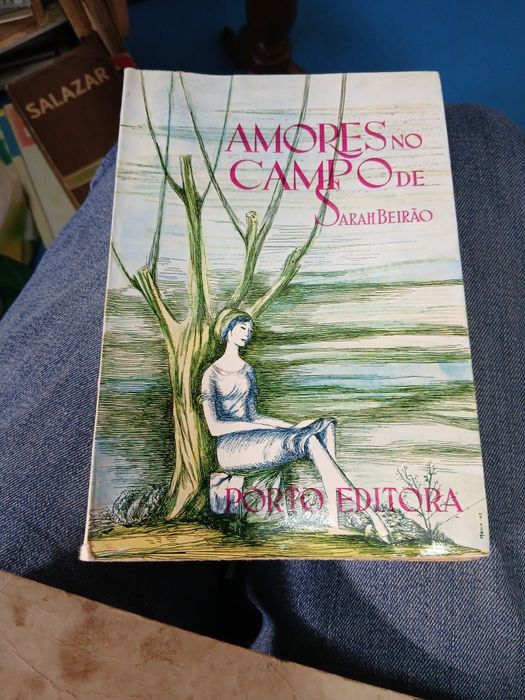 SALAZAR
AMORES NO
CAMPO DE
SARAH BEIRÃO
PORTO EDITORA